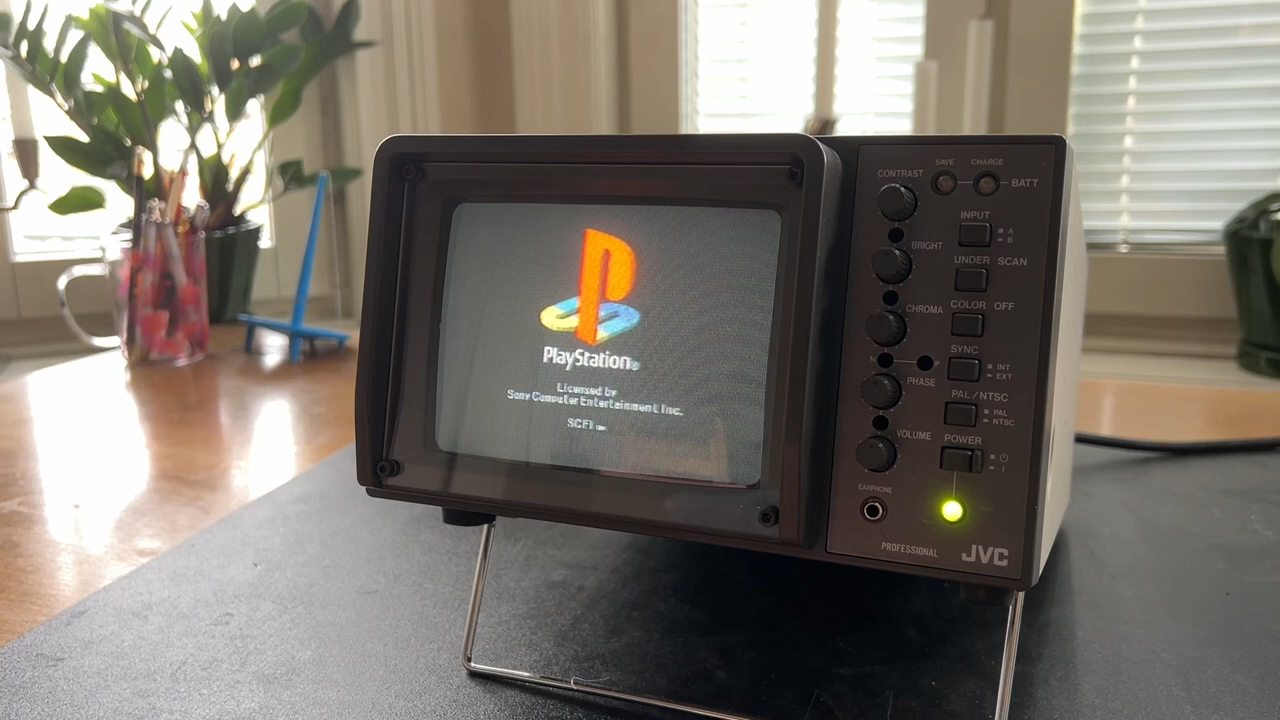 PlayStation®
Licensed by
Sony Computer Entertainment Inc.
SCEI
SAVE
CHARGE
BATT
CONTRAST
INPUT
A
B
BRIGHT
UNDER SCAN
COLOR OFF
CHROMA
SYNC
INT
EXT
N
PHASE
PAL/NTSC
PAL
NTSC
VOLUME
POWER
EARPHONE
PROFESSIONAL
JVC